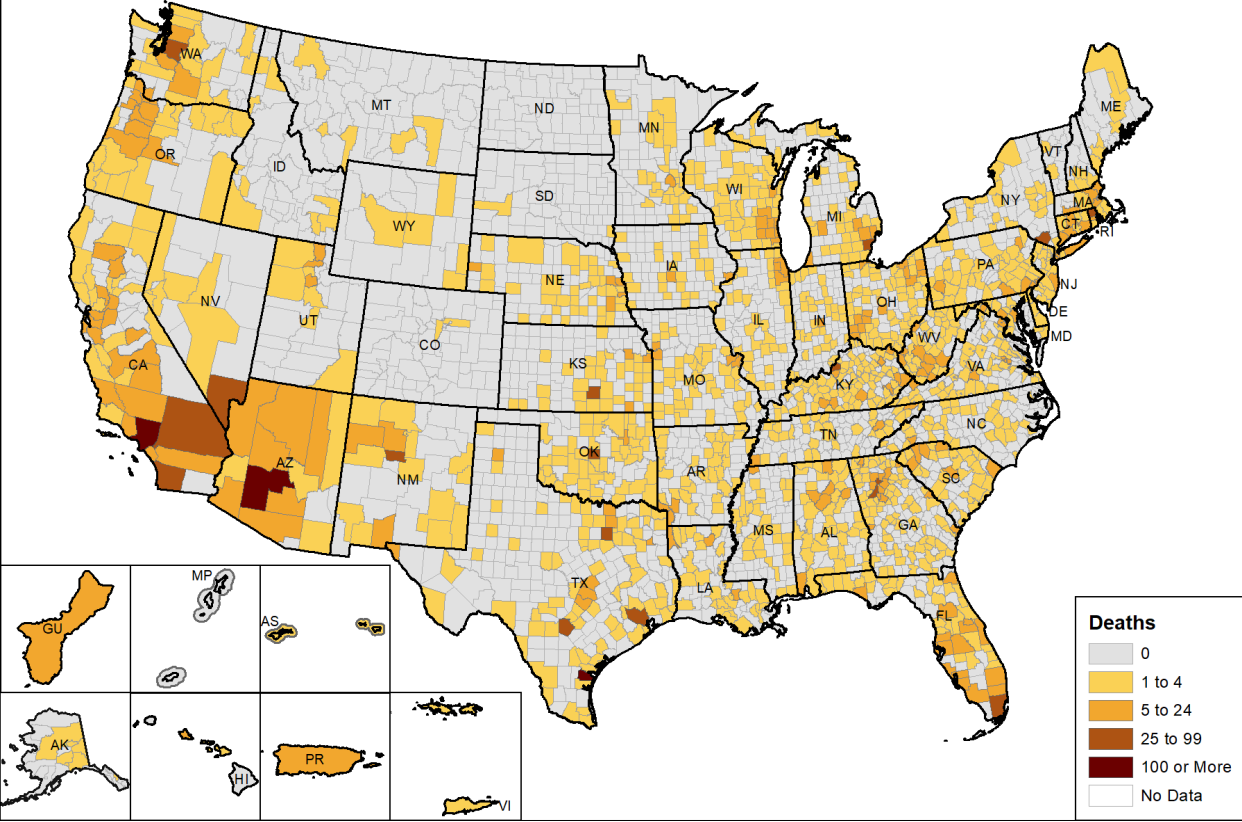 WA
MT
ND
MN
ME
OR
ID
SD
WI
MI
NY
VT
NH
MA
CT
RI
WY
NE
IA
PA
NJ
NV
UT
CO
KS
MO
IL
IN
OH
WV
DE
MD
VA
KY
CA
AZ
NM
OK
AR
TN
NC
SC
TX
LA
MS
AL
GA
FL
GU
MP
AS
AK
HI
PR
VI
Deaths
0
1 to 4
5 to 24
25 to 99
100 or More
No Data